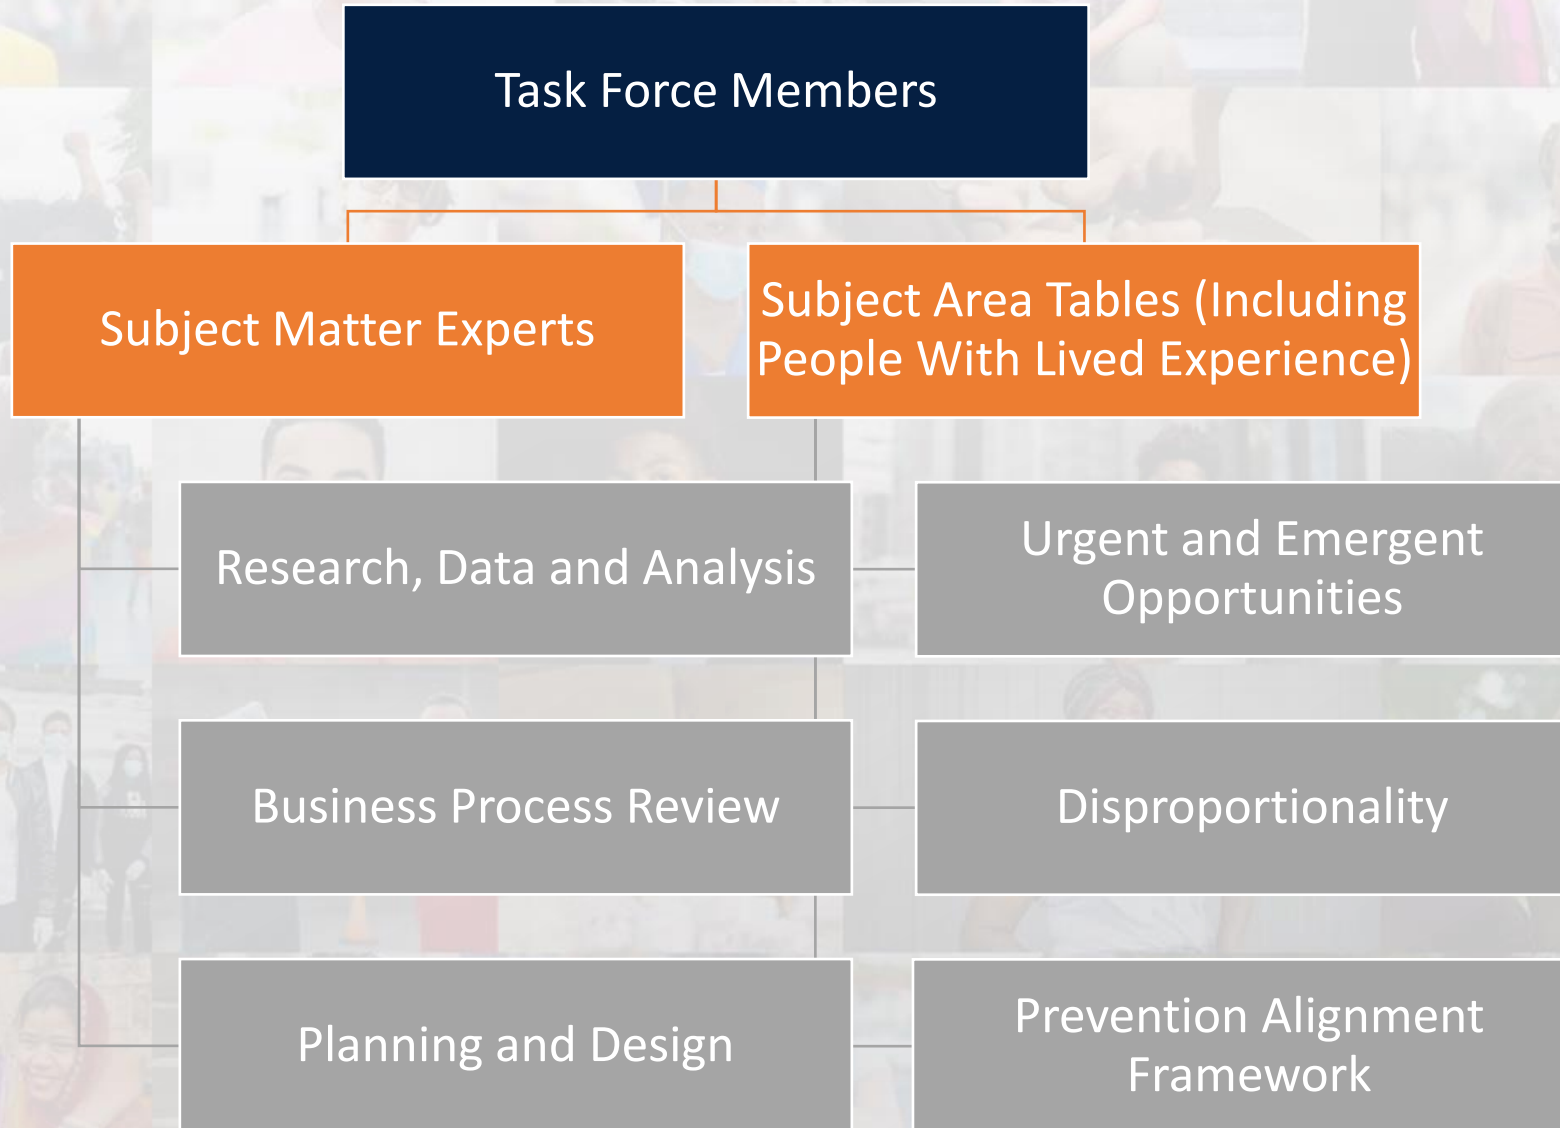 Task Force Members
Subject Matter Experts
Subject Area Tables (Including
People With Lived Experience)
Research, Data and Analysis
Urgent and Emergent
Opportunities
Business Process Review
Disproportionality
Planning and Design
Prevention Alignment
Framework